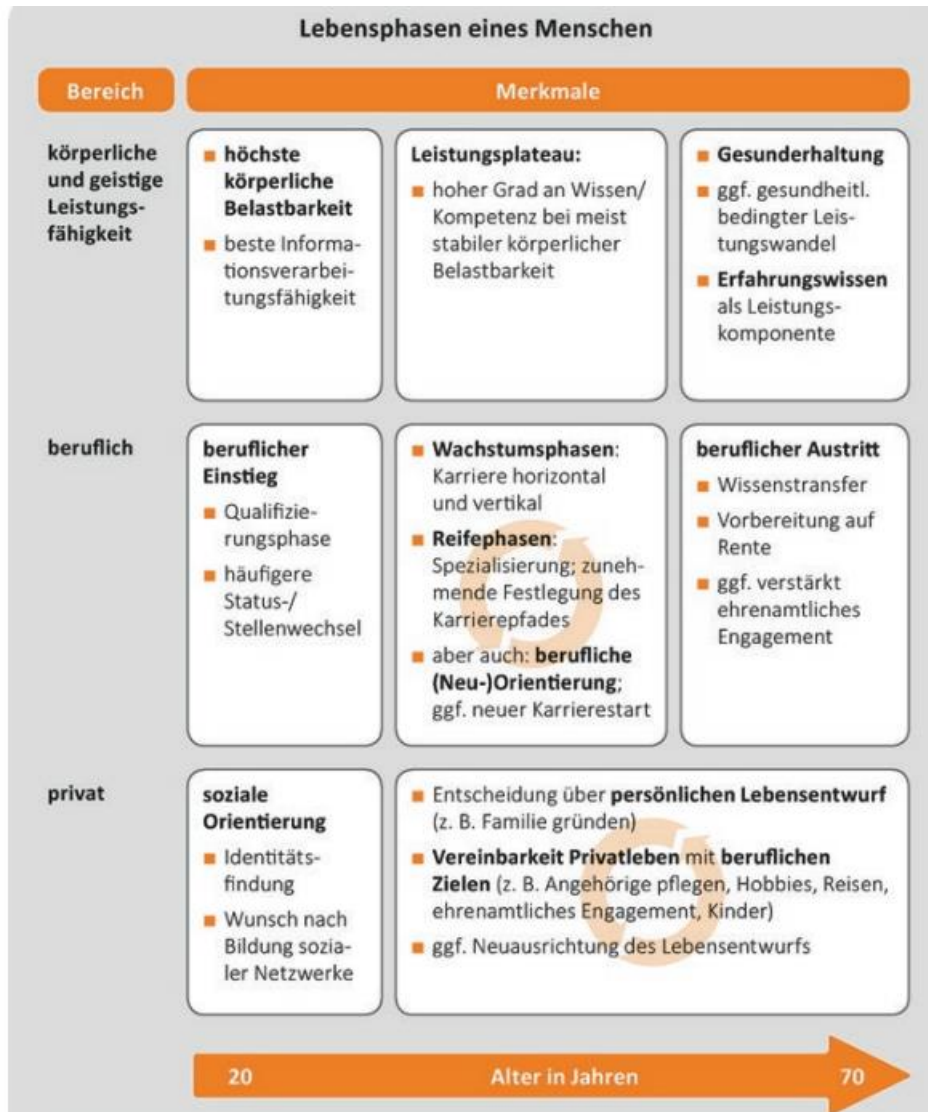 Lebensphasen eines Menschen
Bereich
Merkmale
körperliche
und geistige
Leistungs-
fähigkeit
höchste
körperliche
Belastbarkeit
beste Informa-
tionsverarbei-
tungsfähigkeit
Leistungsplateau:
hoher Grad an Wissen/
Kompetenz bei meist
stabiler körperlicher
Belastbarkeit
Gesunderhaltung
ggf. gesundheitl.
bedingter Leis-
tungswandel
Erfahrungswissen
als Leistungs-
komponente
beruflich
beruflicher
Einstieg
Qualifizie-
rungsphase
häufigere
Status-/
Stellenwechsel
Wachstumsphasen:
Karriere horizontal
und vertikal
Reifephasen:
Spezialisierung; zuneh-
mende Festlegung des
Karrierepfades
aber auch: berufliche
(Neu-)Orientierung;
ggf. neuer Karrierestart
beruflicher Austritt
Wissenstransfer
Vorbereitung auf
Rente
ggf. verstärkt
ehrenamtliches
Engagement
privat
soziale
Orientierung
Identitäts-
findung
Wunsch nach
Bildung sozia-
ler Netzwerke
Entscheidung über persönlichen Lebensentwurf
(z. B. Familie gründen)
Vereinbarkeit Privatleben mit beruflichen
Zielen (z. B. Angehörige pflegen, Hobbies, Reisen,
ehrenamtliches Engagement, Kinder)
ggf. Neuausrichtung des Lebensentwurfs
20
Alter in Jahren
70